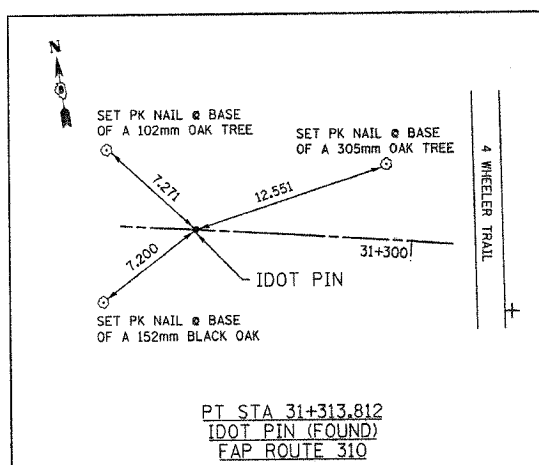 N
SET PK NAIL @ BASE
OF A 102mm OAK TREE
SET PK NAIL @ BASE
OF A 305mm OAK TREE
4 WHEELER TRAIL
7.271
12.551
7.200
31+300
IDOT PIN
SET PK NAIL @ BASE
OF A 152mm BLACK OAK
PT STA 31+313.812
IDOT PIN (FOUND)
FAP ROUTE 310